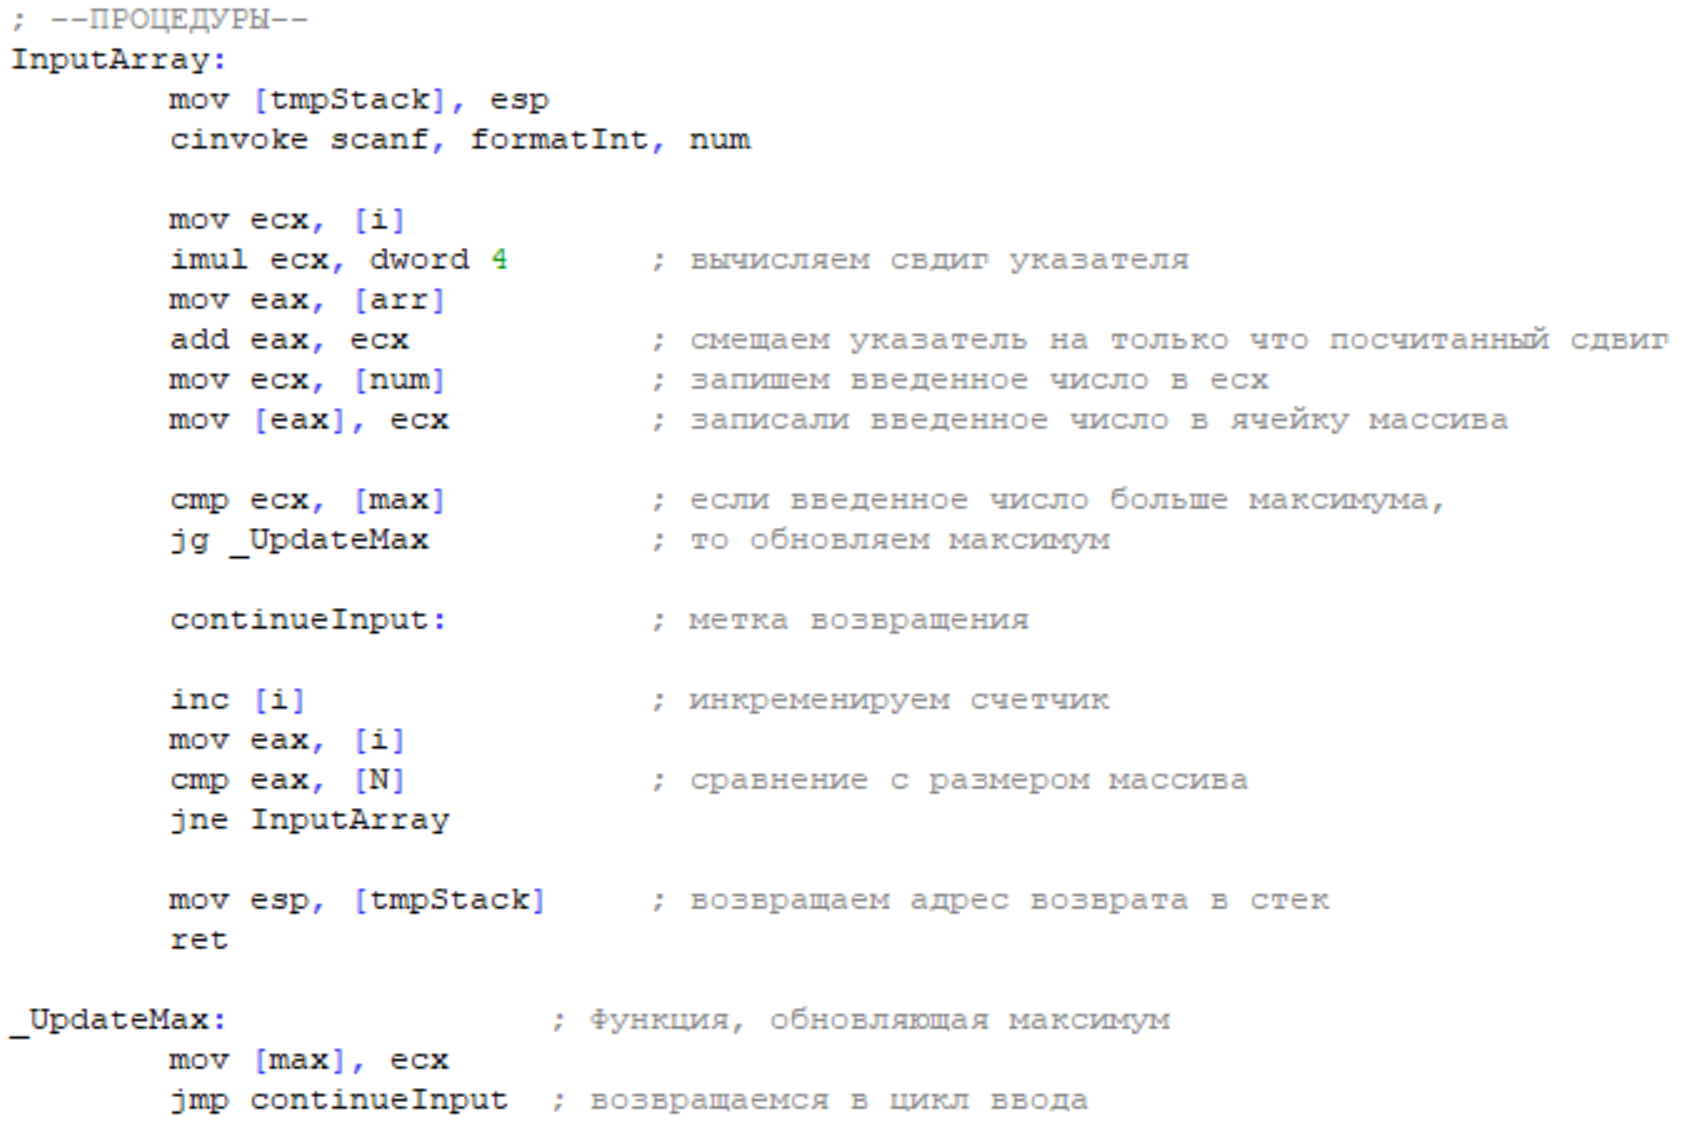 ; --ПРОЦЕДУРЫ--
InputArray:
mov [tmpStack], esp
cinvoke scanf, formatInt, num
mov ecx, [i]
imul ecx, dword 4 ; вычисляем свдиг указателя
mov eax, [arr]
add eax, ecx ; смещаем указатель на только что посчитанный сдвиг
mov ecx, [num] ; запишем введенное число в ecx
mov [eax], ecx ; записали введенное число в ячейку массива
cmp ecx, [max] ; если введенное число больше максимума,
jg _UpdateMax ; то обновляем максимум
continueInput: ; метка возвращения
inc [i] ; инкременируем счетчик
mov eax, [i]
cmp eax, [N] ; сравнение с размером массива
jne InputArray
mov esp, [tmpStack] ; возвращаем адрес возврата в стек
ret
_UpdateMax: ; Функция, обновляющая максимум
mov [max], ecx
jmp continueInput ; возвращаемся в цикл ввода